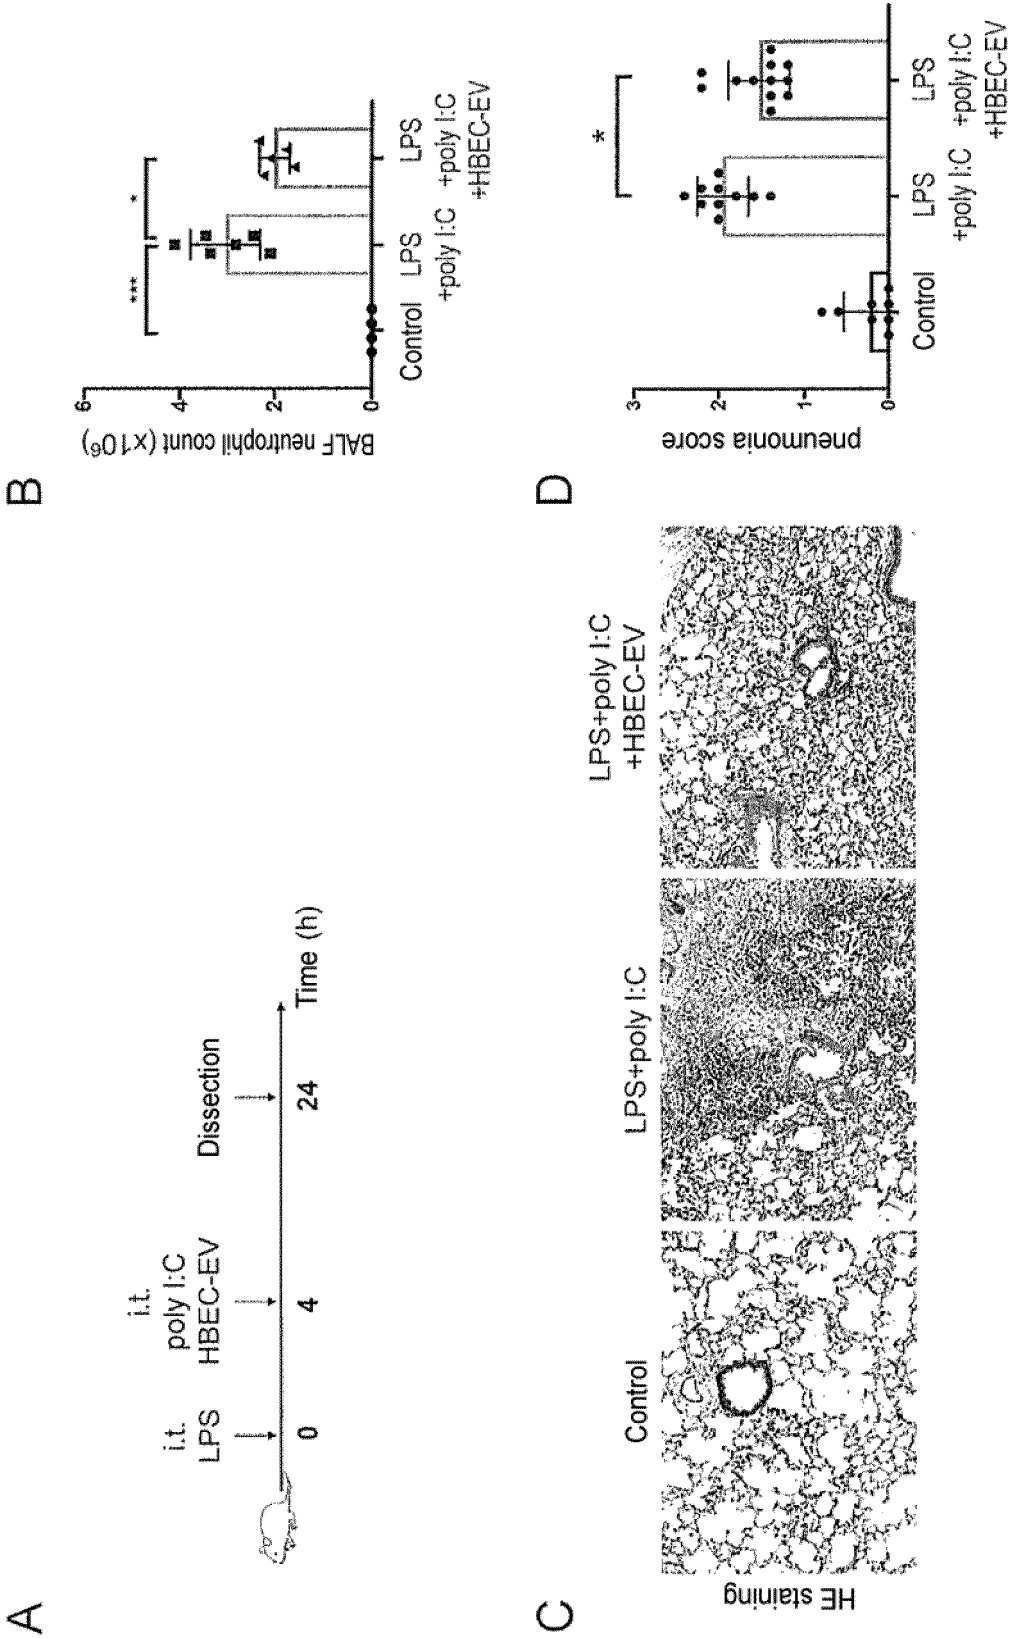 A
i.t.
LPS
i.t.
poly I:C
HBEC-EV
Dissection
0
4
24
Time (h)
B
BALF neutrophil count (x10⁶)
6
4
2
0
***
*
Control
LPS
+poly I:C
LPS
+poly I:C
+HBEC-EV
C
HE staining
Control
LPS+poly I:C
LPS+poly I:C
+HBEC-EV
D
pneumonia score
3
2
1
0
*
Control
LPS
+poly I:C
LPS
+poly I:C
+HBEC-EV